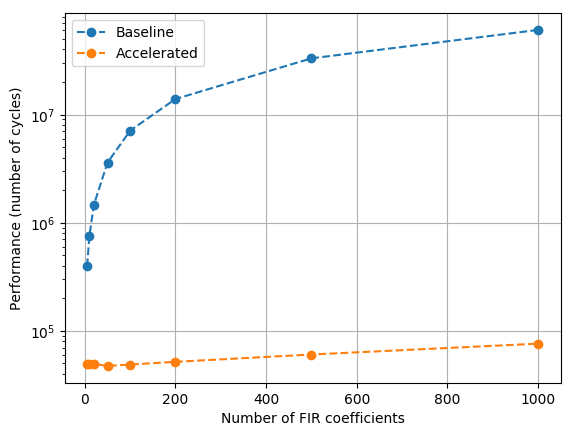 Baseline
Accelerated
Performance (number of cycles)
10^7
10^6
10^5
0 200 400 600 800 1000
Number of FIR coefficients